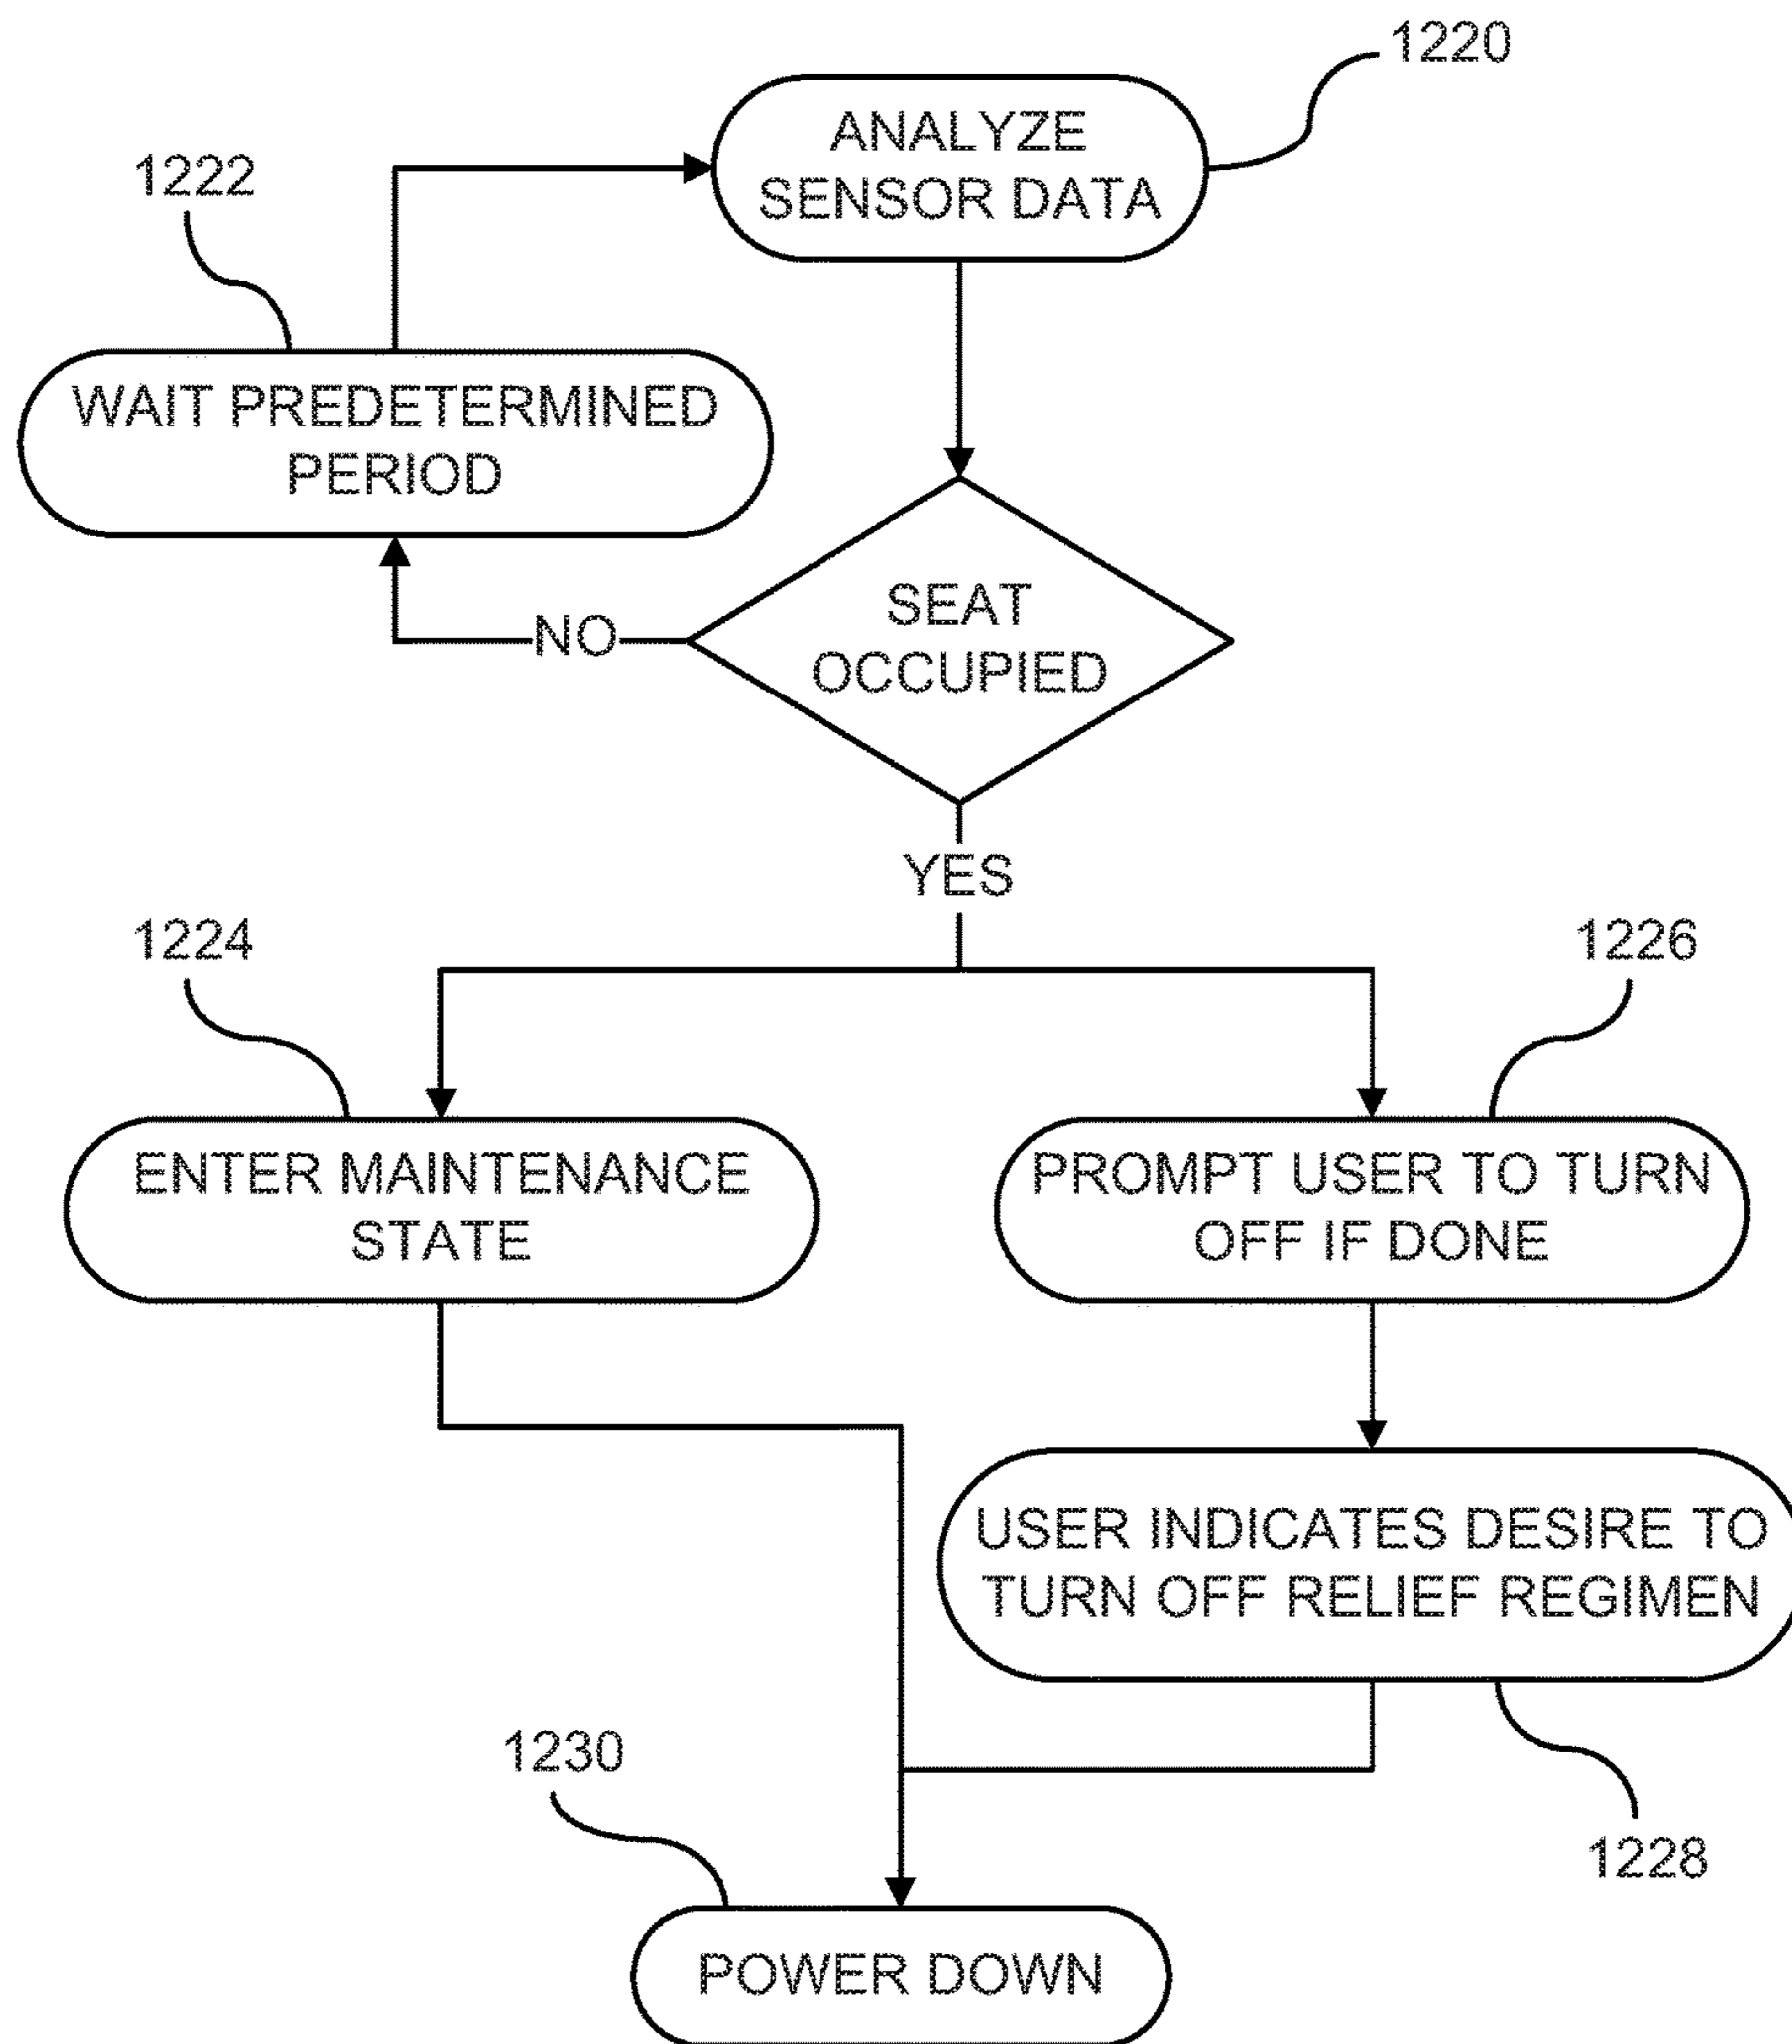 1220
ANALYZE
SENSOR DATA
1222
WAIT PREDETERMINED
PERIOD
SEAT
OCCUPIED
NO
YES
1224
1226
ENTER MAINTENANCE
STATE
PROMPT USER TO TURN
OFF IF DONE
USER INDICATES DESIRE TO
TURN OFF RELIEF REGIMEN
1230
1228
POWER DOWN